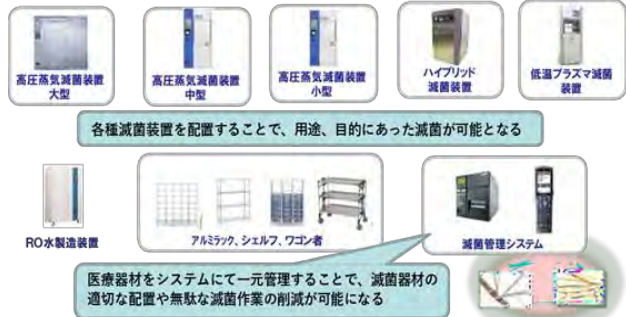 高圧蒸気滅菌装置
大型
高圧蒸気滅菌装置
中型
高圧蒸気滅菌装置
小型
ハイブリッド
滅菌装置
低温プラズマ滅菌
装置
各種滅菌装置を配置することで、用途、目的にあった滅菌が可能となる
RO水製造装置
アルミラック、シェルフ、ワゴン者
滅菌管理システム
医療器材をシステムにて一元管理することで、滅菌器材の
適切な配置や無駄な滅菌作業の削減が可能になる